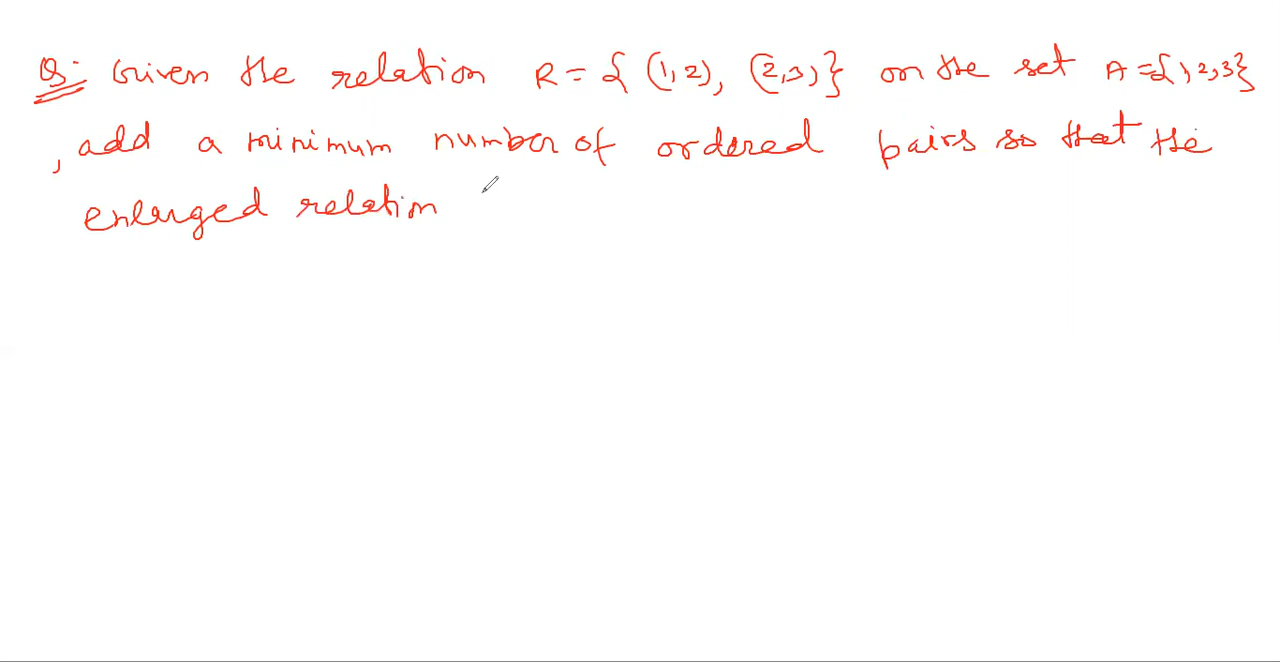 Q:- Given the relation R = { (1,2), (2,3) } on the set A = {1,2,3}
, add a minimum number of ordered pairs so that the
enlarged relation